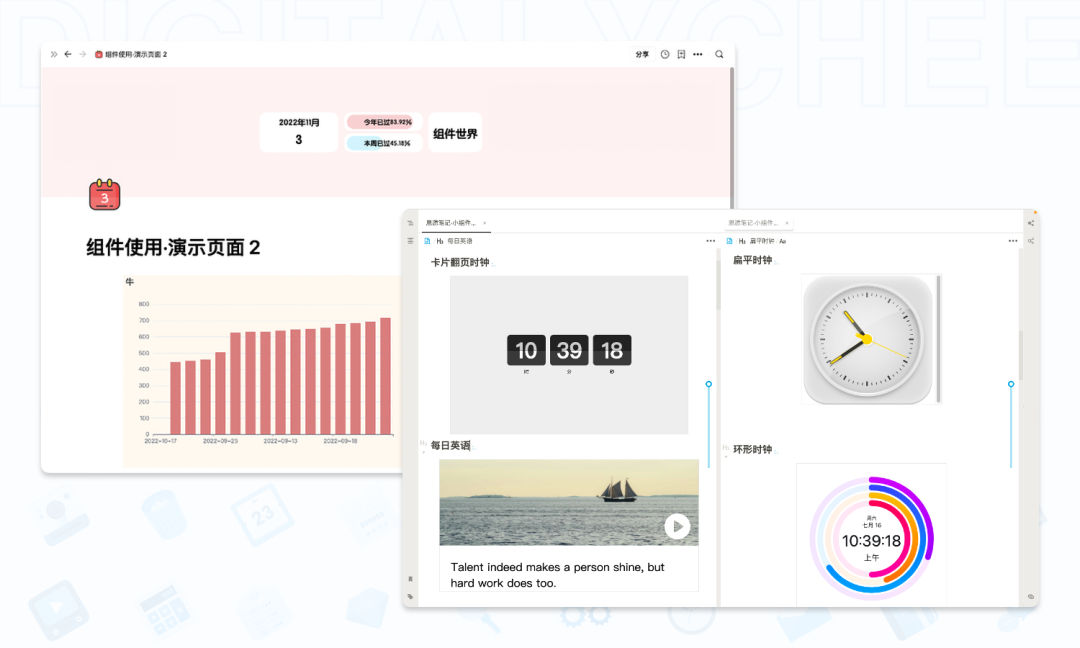 DIGITALYCHEE
组件使用·演示页面 2
分享
2022年11月
3
今年已过83.92%
本周已过45.18%
组件世界
3
组件使用·演示页面 2
牛
800
700
600
500
400
300
200
100
0
2022-10-17
2022-09-25
2022-09-13
2022-09-18
思源笔记-小组件...
H₂ 每日英语
卡片翻页时钟
10 39 18
时 分 秒
每日英语
Talent indeed makes a person shine, but
hard work does too.
思源笔记-小组件...
H₂ 扁平时钟 Aa
扁平时钟
环形时钟
周六
七月 16
10:39:18
上午
23